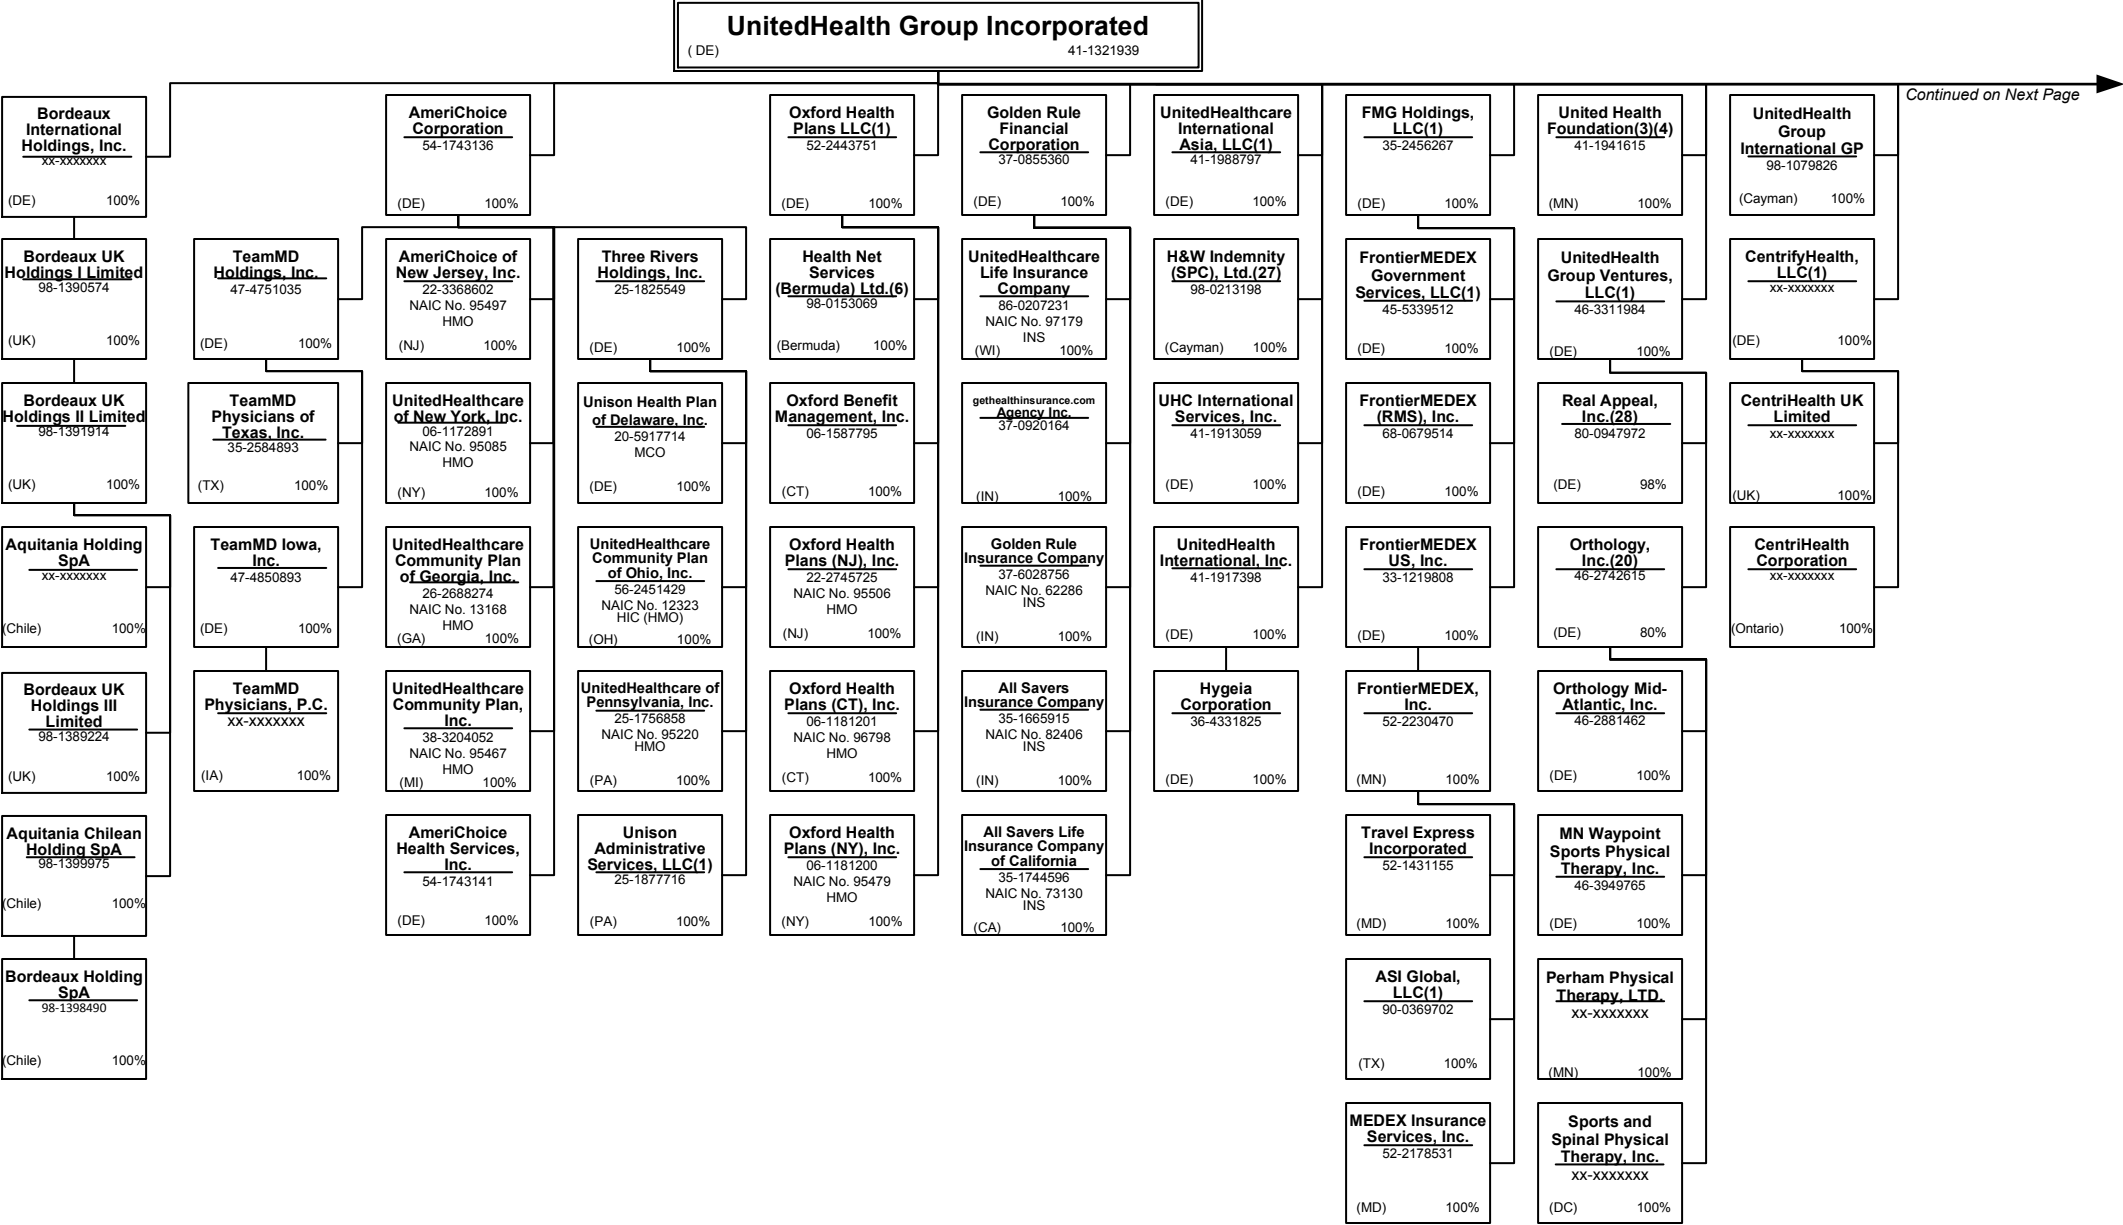 UnitedHealth Group Incorporated
( DE) 41-1321939
Continued on Next Page
Bordeaux
International
Holdings, Inc.
xx-xxxxxxx
(DE) 100%
Bordeaux UK
Holdings I Limited
98-1390574
(UK) 100%
Bordeaux UK
Holdings II Limited
98-1391914
(UK) 100%
Aquitania Holding
SpA
xx-xxxxxxx
(Chile) 100%
Bordeaux UK
Holdings III
Limited
98-1389224
(UK) 100%
Aquitania Chilean
Holding SpA
98-1399975
(Chile) 100%
Bordeaux Holding
SpA
98-1398490
(Chile) 100%
TeamMD
Holdings, Inc.
47-4751035
(DE) 100%
TeamMD
Physicians of
Texas, Inc.
35-2584893
(TX) 100%
TeamMD Iowa,
Inc.
47-4850893
(DE) 100%
TeamMD
Physicians, P.C.
xx-xxxxxxx
(IA) 100%
AmeriChoice
Corporation
54-1743136
(DE) 100%
AmeriChoice of
New Jersey, Inc.
22-3368602
NAIC No. 95497
HMO
(NJ) 100%
UnitedHealthcare
of New York, Inc.
06-1172891
NAIC No. 95085
HMO
(NY) 100%
UnitedHealthcare
Community Plan
of Georgia, Inc.
26-2688274
NAIC No. 13168
HMO
(GA) 100%
UnitedHealthcare
Community Plan,
Inc.
38-3204052
NAIC No. 95467
HMO
(MI) 100%
AmeriChoice
Health Services,
Inc.
54-1743141
(DE) 100%
Three Rivers
Holdings, Inc.
25-1825549
(DE) 100%
Unison Health Plan
of Delaware, Inc.
20-5917714
MCO
(DE) 100%
UnitedHealthcare
Community Plan
of Ohio, Inc.
56-2451429
NAIC No. 12323
HIC (HMO)
(OH) 100%
UnitedHealthcare of
Pennsylvania, Inc.
25-1756858
NAIC No. 95220
HMO
(PA) 100%
Unison
Administrative
Services, LLC(1)
25-1877716
(PA) 100%
Oxford Health
Plans LLC(1)
52-2443751
(DE) 100%
Health Net
Services
(Bermuda) Ltd.(6)
98-0153069
(Bermuda) 100%
Oxford Benefit
Management, Inc.
06-1587795
(CT) 100%
Oxford Health
Plans (NJ), Inc.
22-2745725
NAIC No. 95506
HMO
(NJ) 100%
Oxford Health
Plans (CT), Inc.
06-1181201
NAIC No. 96798
HMO
(CT) 100%
Oxford Health
Plans (NY), Inc.
06-1181200
NAIC No. 95479
HMO
(NY) 100%
Golden Rule
Financial
Corporation
37-0855360
(DE) 100%
UnitedHealthcare
Life Insurance
Company
86-0207231
NAIC No. 97179
INS
(WI) 100%
gethealthinsurance.com
Agency Inc.
37-0920164
(IN) 100%
Golden Rule
Insurance Company
37-6028756
NAIC No. 62286
INS
(IN) 100%
All Savers
Insurance Company
35-1665915
NAIC No. 82406
INS
(IN) 100%
All Savers Life
Insurance Company
of California
35-1744596
NAIC No. 73130
INS
(CA) 100%
UnitedHealthcare
International
Asia, LLC(1)
41-1988797
(DE) 100%
H&W Indemnity
(SPC), Ltd.(27)
98-0213198
(Cayman) 100%
UHC International
Services, Inc.
41-1913059
(DE) 100%
UnitedHealth
International, Inc.
41-1917398
(DE) 100%
Hygeia
Corporation
36-4331825
(DE) 100%
FMG Holdings,
LLC(1)
35-2456267
(DE) 100%
FrontierMEDEX
Government
Services, LLC(1)
45-5339512
(DE) 100%
FrontierMEDEX
(RMS), Inc.
68-0679514
(DE) 100%
FrontierMEDEX
US, Inc.
33-1219808
(DE) 100%
FrontierMEDEX,
Inc.
52-2230470
(MN) 100%
Travel Express
Incorporated
52-1431155
(MD) 100%
ASI Global,
LLC(1)
90-0369702
(TX) 100%
MEDEX Insurance
Services, Inc.
52-2178531
(MD) 100%
United Health
Foundation(3)(4)
41-1941615
(MN) 100%
UnitedHealth
Group Ventures,
LLC(1)
46-3311984
(DE) 100%
Real Appeal,
Inc.(28)
80-0947972
(DE) 98%
Orthology,
Inc.(20)
46-2742615
(DE) 80%
Orthology Mid-
Atlantic, Inc.
46-2881462
(DE) 100%
MN Waypoint
Sports Physical
Therapy, Inc.
46-3949765
(DE) 100%
Perham Physical
Therapy, LTD.
xx-xxxxxxx
(MN) 100%
Sports and
Spinal Physical
Therapy, Inc.
xx-xxxxxxx
(DC) 100%
UnitedHealth
Group
International GP
98-1079826
(Cayman) 100%
CentrifyHealth,
LLC(1)
xx-xxxxxxx
(DE) 100%
CentriHealth UK
Limited
xx-xxxxxxx
(UK) 100%
CentriHealth
Corporation
xx-xxxxxxx
(Ontario) 100%